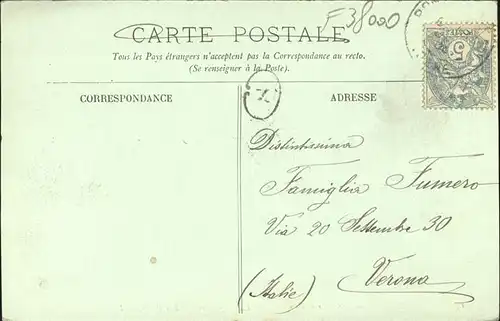 F 38000
CARTE POSTALE
Tous les Pays étrangers n'acceptent pas la Correspondance au recto.
(Se renseigner à la Poste.)
CORRESPONDANCE
ADRESSE
Distintissima
Famiglia Fumero
Via 20 Settembre 30
Verona
(Italie)